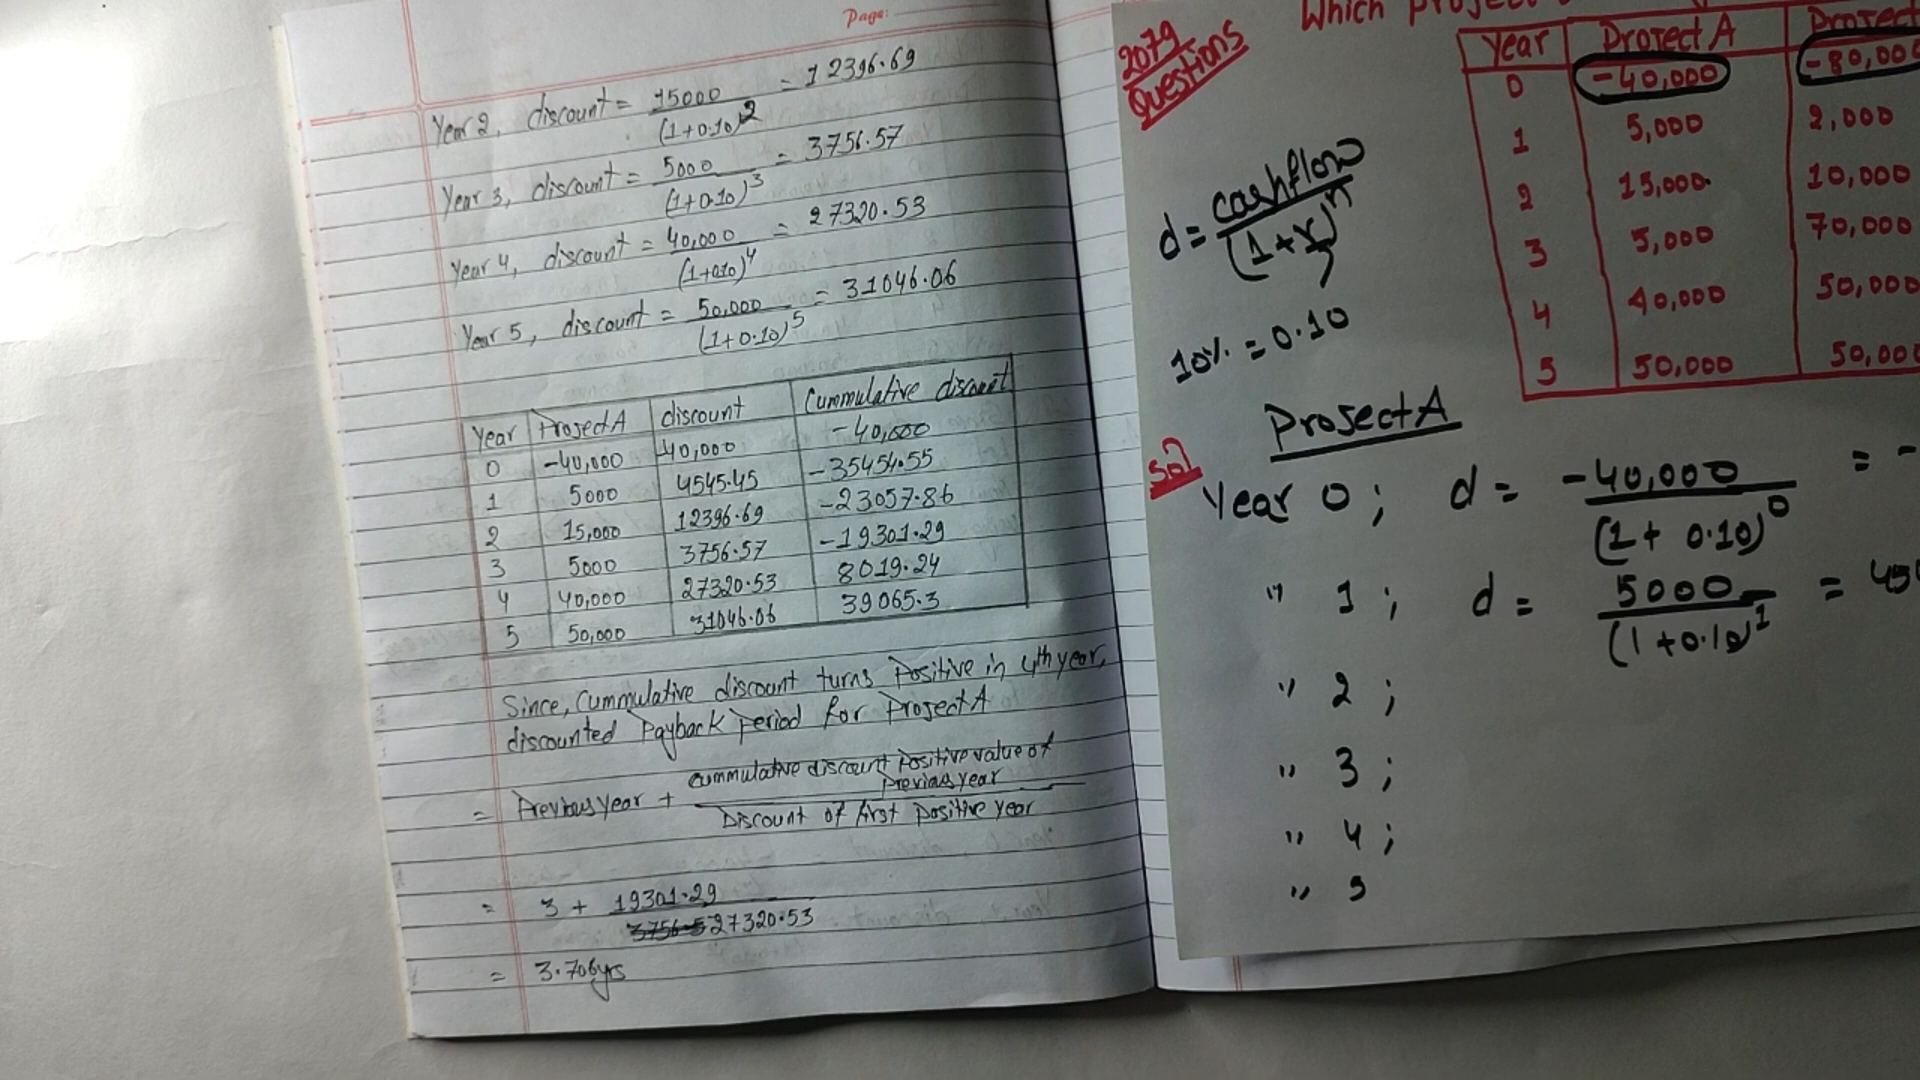 Page:
Year 2, discount = 15000 / (1+0.10)^2 = 12396.69
Year 3, discount = 5000 / (1+0.10)^3 = 3756.57
Year 4, discount = 40,000 / (1+0.10)^4 = 27320.53
Year 5, discount = 50,000 / (1+0.10)^5 = 31046.06
Year | Project A | discount | Cummulative discount
0 | -40,000 | -40,000 | -40,000
1 | 5000 | 4545.45 | -35454.55
2 | 15,000 | 12396.69 | -23057.86
3 | 5000 | 3756.57 | -19301.29
4 | 40,000 | 27320.53 | 8019.24
5 | 50,000 | 31046.06 | 39065.3
Since, Cummulative discount turns Positive in 4th year,
discounted Payback Period for Project A
= Previous year + cummulative discount Positive value of Previous year / Discount of first positive year
= 3 + 19301.29 / 27320.53
= 3.706yrs
Which
2079
Questions
Year | Project A | Project
0 | -40,000 | -80,000
1 | 5,000 | 2,000
2 | 15,000 | 10,000
3 | 5,000 | 70,000
4 | 40,000 | 50,000
5 | 50,000 | 50,000
d = cashflow / (1+r)^n
10% = 0.10
Project A
Sol
Year 0; d = -40,000 / (1+0.10)^0 = -
" 1; d = 5000 / (1+0.10)^1 = 45
" 2;
" 3;
" 4;
" 5